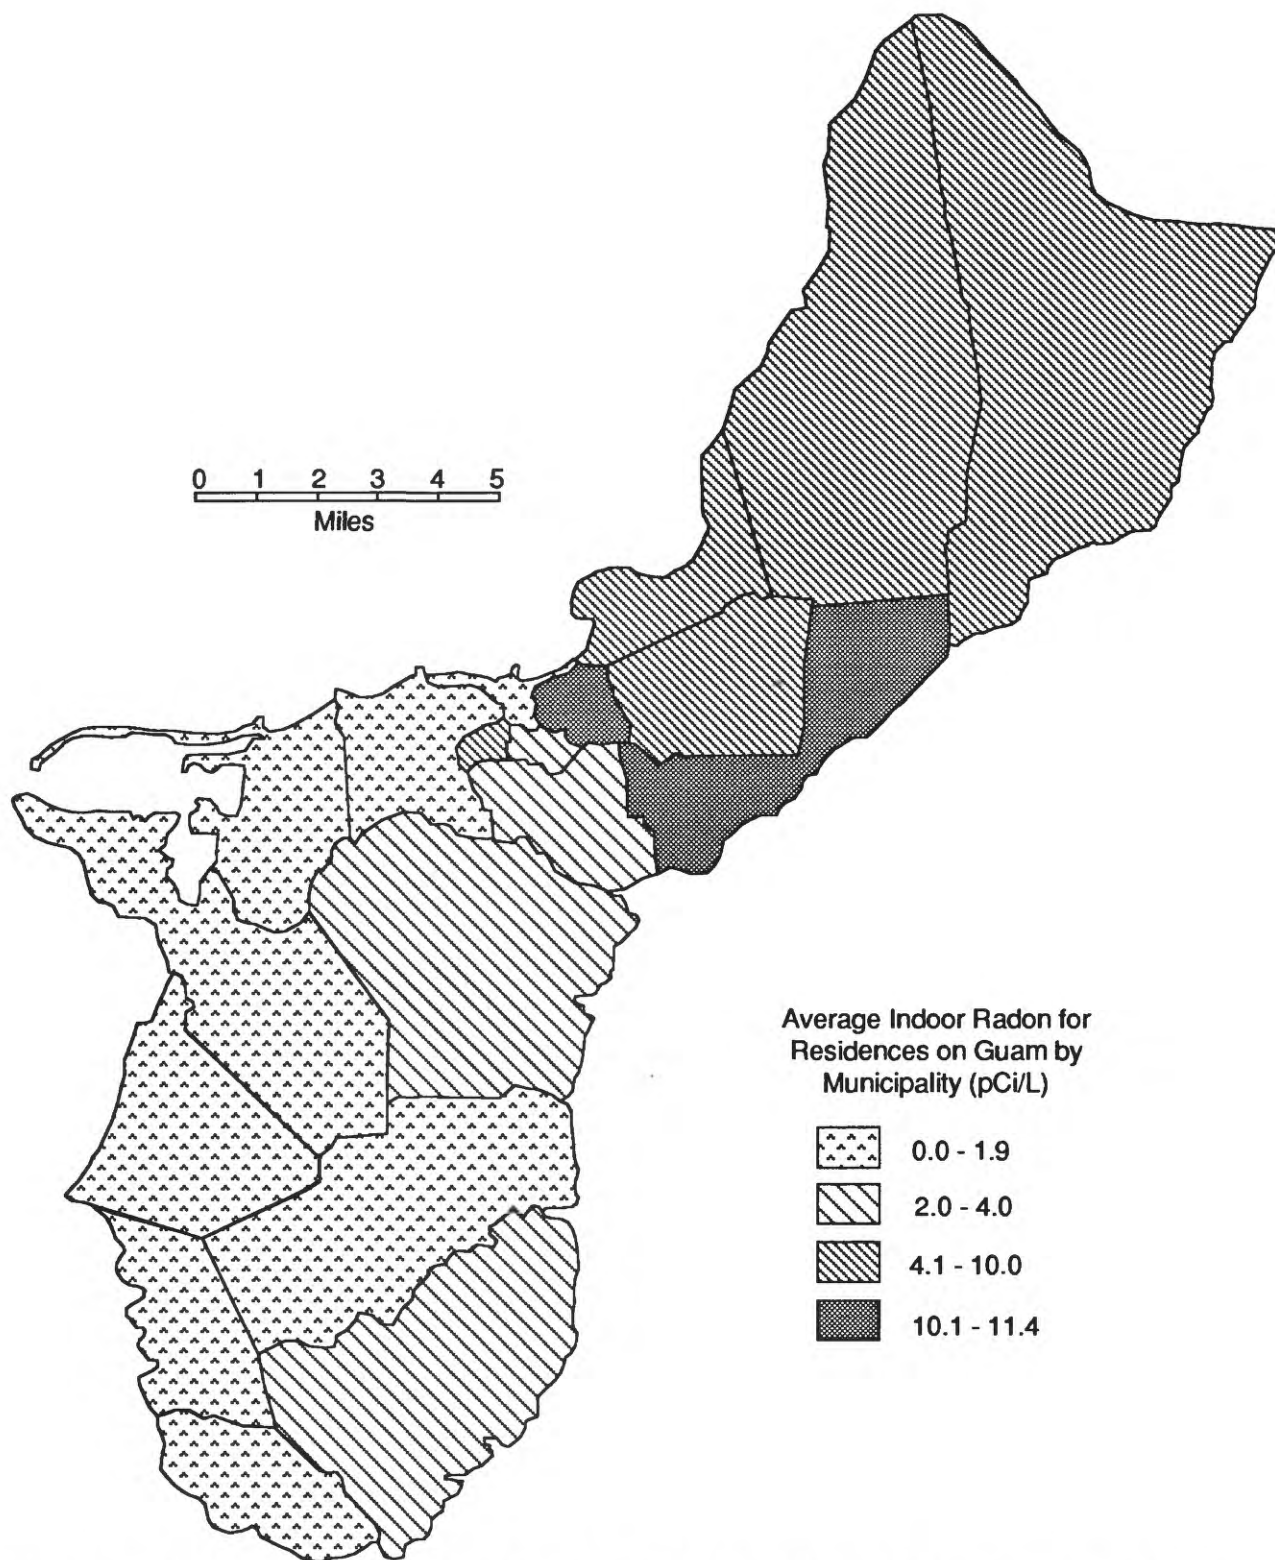 0 1 2 3 4 5
Miles
Average Indoor Radon for
Residences on Guam by
Municipality (pCi/L)
0.0 - 1.9
2.0 - 4.0
4.1 - 10.0
10.1 - 11.4